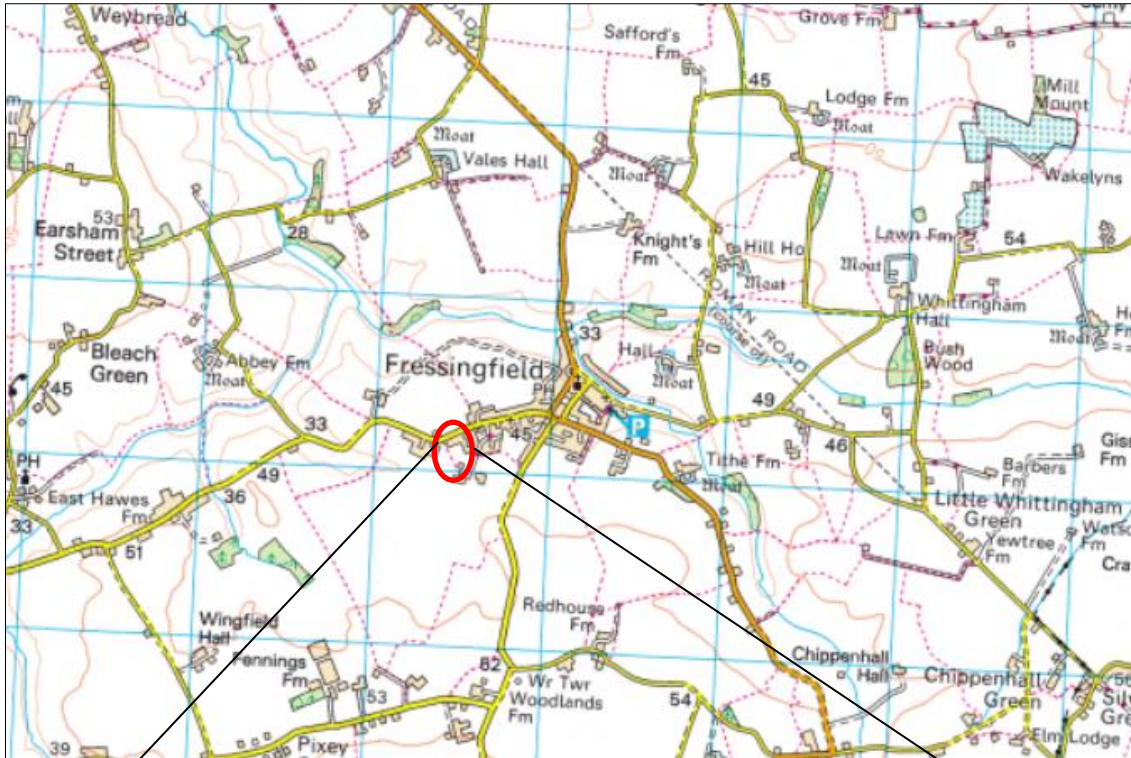 Weybread
ROAD
Safford's
Fm
Grove Fm
45
Lodge Fm
Moat
Mill
Mount
Moat
Vales Hall
Moat
Wakelyns
53
Earsham
Street
28
Knight's
Fm
Hill Ho
Moat
Lawn Fm
54
Moat
ROMAN ROAD
(course of)
Whittingham
Hall
Moat
Bleach
Green
Abbey Fm
Moat
33
Hall
Moat
Bush
Wood
Fressingfield
PH
45
33
45
P
49
46
PH
49
36
East Hawes
Fm
33
51
Tithe Fm
Moat
Barbers
Fm
Fm
Little Whittingham
Green
Yewtree
Fm
Fm
Wingfield
Hall
Fennings
Fm
53
Redhouse
Fm
82
Wr Twr
Woodlands
Fm
54
Chippenhall
Hall
Chippenhall
Green
39
Pixey
Elm Lodge